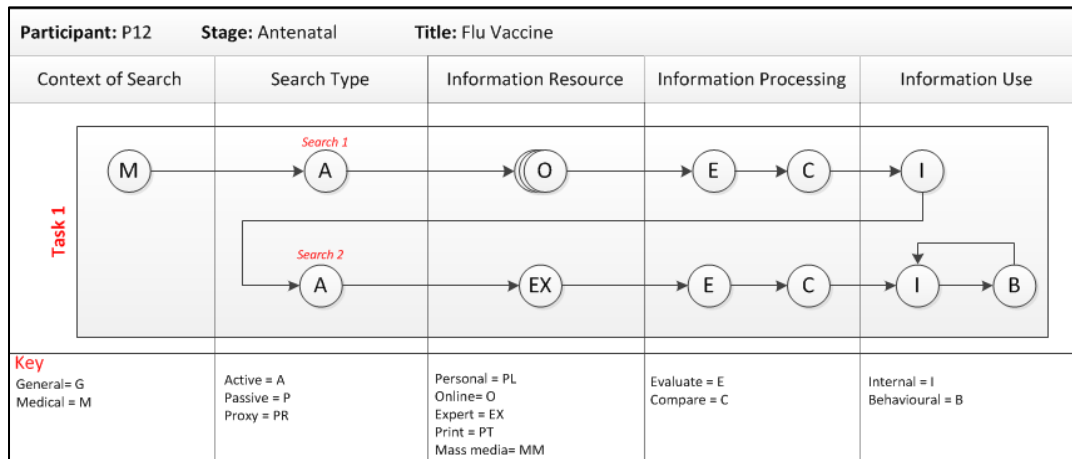 Participant: P12 Stage: Antenatal Title: Flu Vaccine
Context of Search Search Type Information Resource Information Processing Information Use
Task 1
Search 1
M A O E C I
Search 2
A EX E C I B
Key
General= G
Medical = M
Active = A
Passive = P
Proxy = PR
Personal = PL
Online= O
Expert = EX
Print = PT
Mass media= MM
Evaluate = E
Compare = C
Internal = I
Behavioural = B